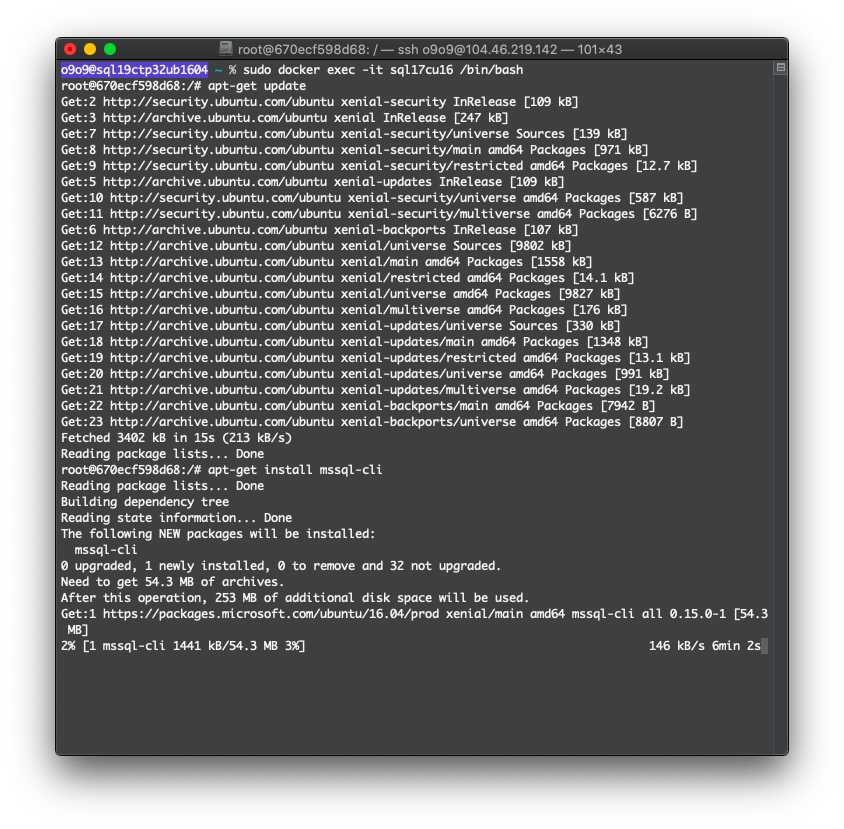 root@670ecf598d68: / — ssh o9o9@104.46.219.142 — 101×43
o9o9@sql19ctp32ub1604 ~ % sudo docker exec -it sql17cu16 /bin/bash
root@670ecf598d68:/# apt-get update
Get:2 http://security.ubuntu.com/ubuntu xenial-security InRelease [109 kB]
Get:3 http://archive.ubuntu.com/ubuntu xenial InRelease [247 kB]
Get:7 http://security.ubuntu.com/ubuntu xenial-security/universe Sources [139 kB]
Get:8 http://security.ubuntu.com/ubuntu xenial-security/main amd64 Packages [971 kB]
Get:9 http://security.ubuntu.com/ubuntu xenial-security/restricted amd64 Packages [12.7 kB]
Get:5 http://archive.ubuntu.com/ubuntu xenial-updates InRelease [109 kB]
Get:10 http://security.ubuntu.com/ubuntu xenial-security/universe amd64 Packages [587 kB]
Get:11 http://security.ubuntu.com/ubuntu xenial-security/multiverse amd64 Packages [6276 B]
Get:6 http://archive.ubuntu.com/ubuntu xenial-backports InRelease [107 kB]
Get:12 http://archive.ubuntu.com/ubuntu xenial/universe Sources [9802 kB]
Get:13 http://archive.ubuntu.com/ubuntu xenial/main amd64 Packages [1558 kB]
Get:14 http://archive.ubuntu.com/ubuntu xenial/restricted amd64 Packages [14.1 kB]
Get:15 http://archive.ubuntu.com/ubuntu xenial/universe amd64 Packages [9827 kB]
Get:16 http://archive.ubuntu.com/ubuntu xenial/multiverse amd64 Packages [176 kB]
Get:17 http://archive.ubuntu.com/ubuntu xenial-updates/universe Sources [330 kB]
Get:18 http://archive.ubuntu.com/ubuntu xenial-updates/main amd64 Packages [1348 kB]
Get:19 http://archive.ubuntu.com/ubuntu xenial-updates/restricted amd64 Packages [13.1 kB]
Get:20 http://archive.ubuntu.com/ubuntu xenial-updates/universe amd64 Packages [991 kB]
Get:21 http://archive.ubuntu.com/ubuntu xenial-updates/multiverse amd64 Packages [19.2 kB]
Get:22 http://archive.ubuntu.com/ubuntu xenial-backports/main amd64 Packages [7942 B]
Get:23 http://archive.ubuntu.com/ubuntu xenial-backports/universe amd64 Packages [8807 B]
Fetched 3402 kB in 15s (213 kB/s)
Reading package lists... Done
root@670ecf598d68:/# apt-get install mssql-cli
Reading package lists... Done
Building dependency tree
Reading state information... Done
The following NEW packages will be installed:
mssql-cli
0 upgraded, 1 newly installed, 0 to remove and 32 not upgraded.
Need to get 54.3 MB of archives.
After this operation, 253 MB of additional disk space will be used.
Get:1 https://packages.microsoft.com/ubuntu/16.04/prod xenial/main amd64 mssql-cli all 0.15.0-1 [54.3
MB]
2% [1 mssql-cli 1441 kB/54.3 MB 3%] 146 kB/s 6min 2s